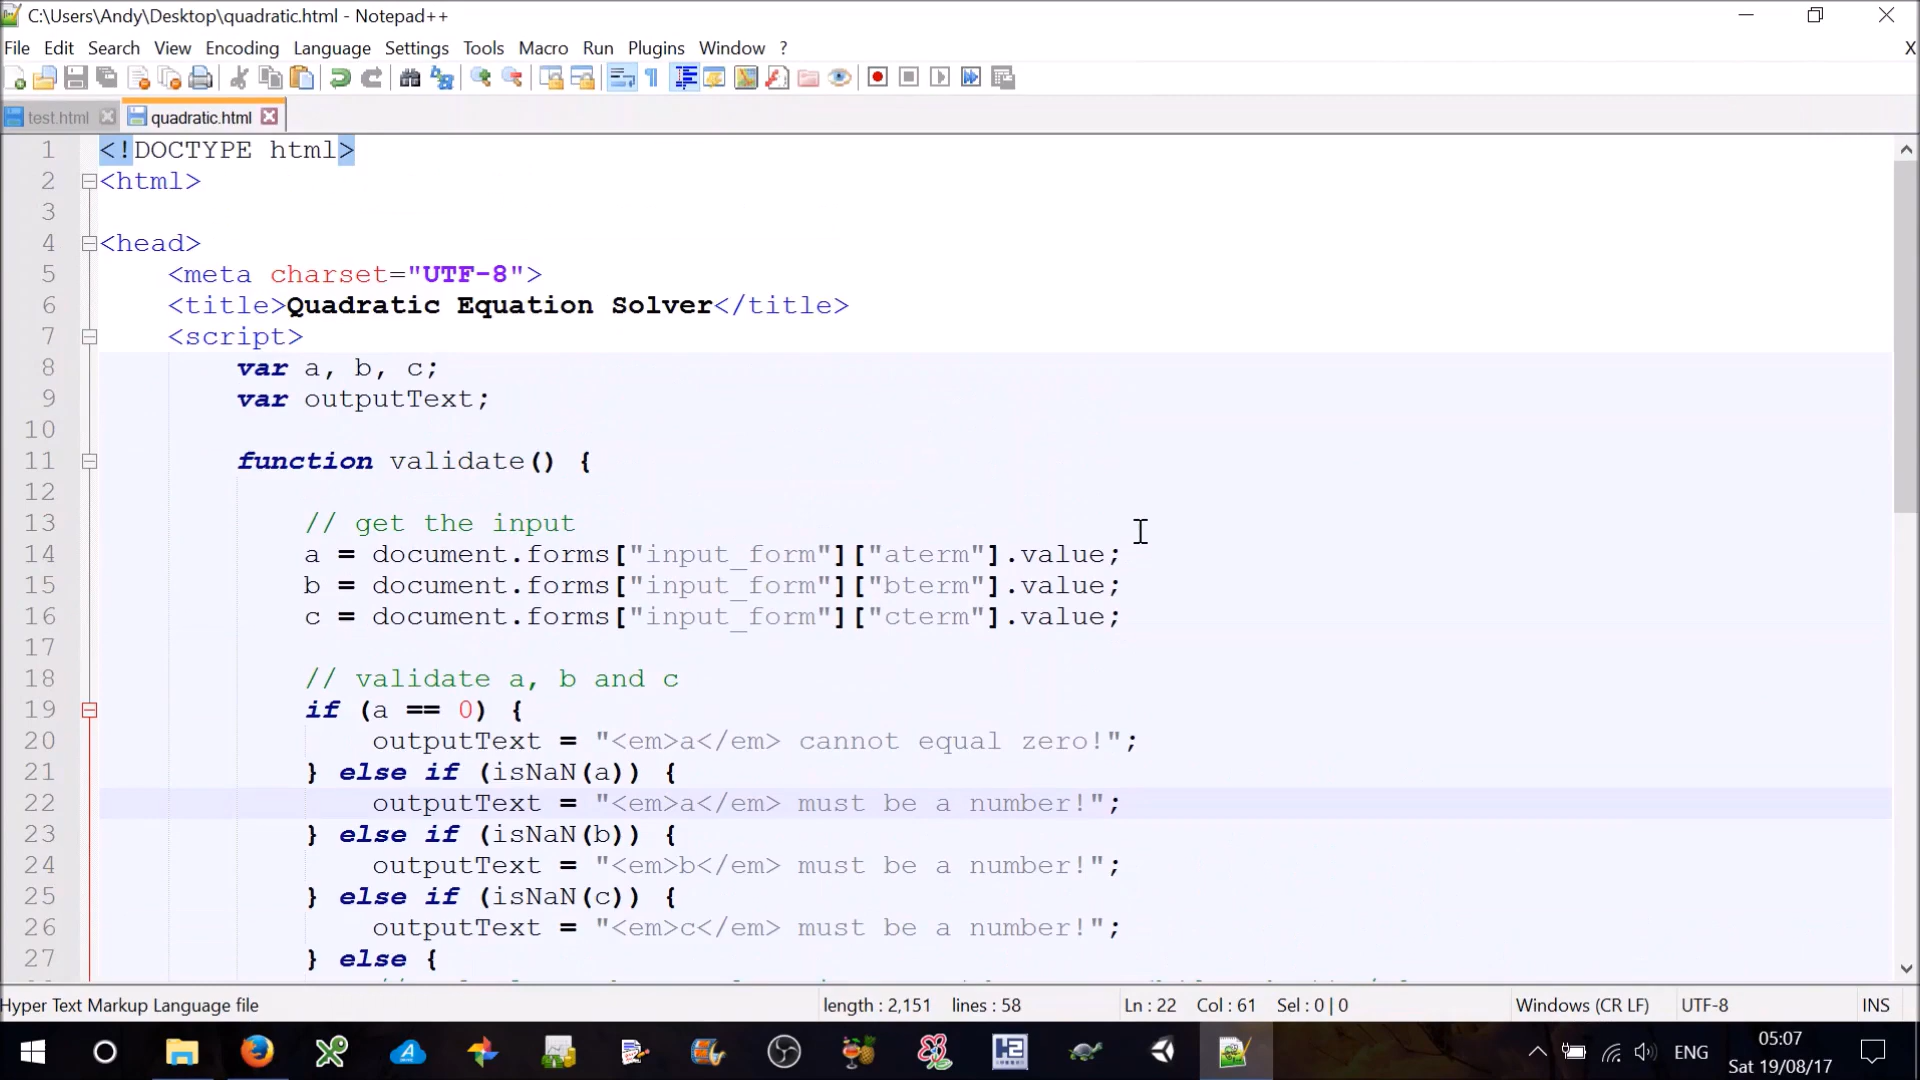 C:\Users\Andy\Desktop\quadratic.html - Notepad++
File Edit Search View Encoding Language Settings Tools Macro Run Plugins Window ? X
test.html quadratic.html
1 <!DOCTYPE html>
2 <html>
3
4 <head>
5 <meta charset="UTF-8">
6 <title>Quadratic Equation Solver</title>
7 <script>
8 var a, b, c;
9 var outputText;
10
11 function validate() {
12
13 // get the input
14 a = document.forms["input_form"]["aterm"].value;
15 b = document.forms["input_form"]["bterm"].value;
16 c = document.forms["input_form"]["cterm"].value;
17
18 // validate a, b and c
19 if (a == 0) {
20 outputText = "<em>a</em> cannot equal zero!";
21 } else if (isNaN(a)) {
22 outputText = "<em>a</em> must be a number!";
23 } else if (isNaN(b)) {
24 outputText = "<em>b</em> must be a number!";
25 } else if (isNaN(c)) {
26 outputText = "<em>c</em> must be a number!";
27 } else {
Hyper Text Markup Language file length : 2,151 lines : 58 Ln : 22 Col : 61 Sel : 0 | 0 Windows (CR LF) UTF-8 INS
ENG 05:07
Sat 19/08/17